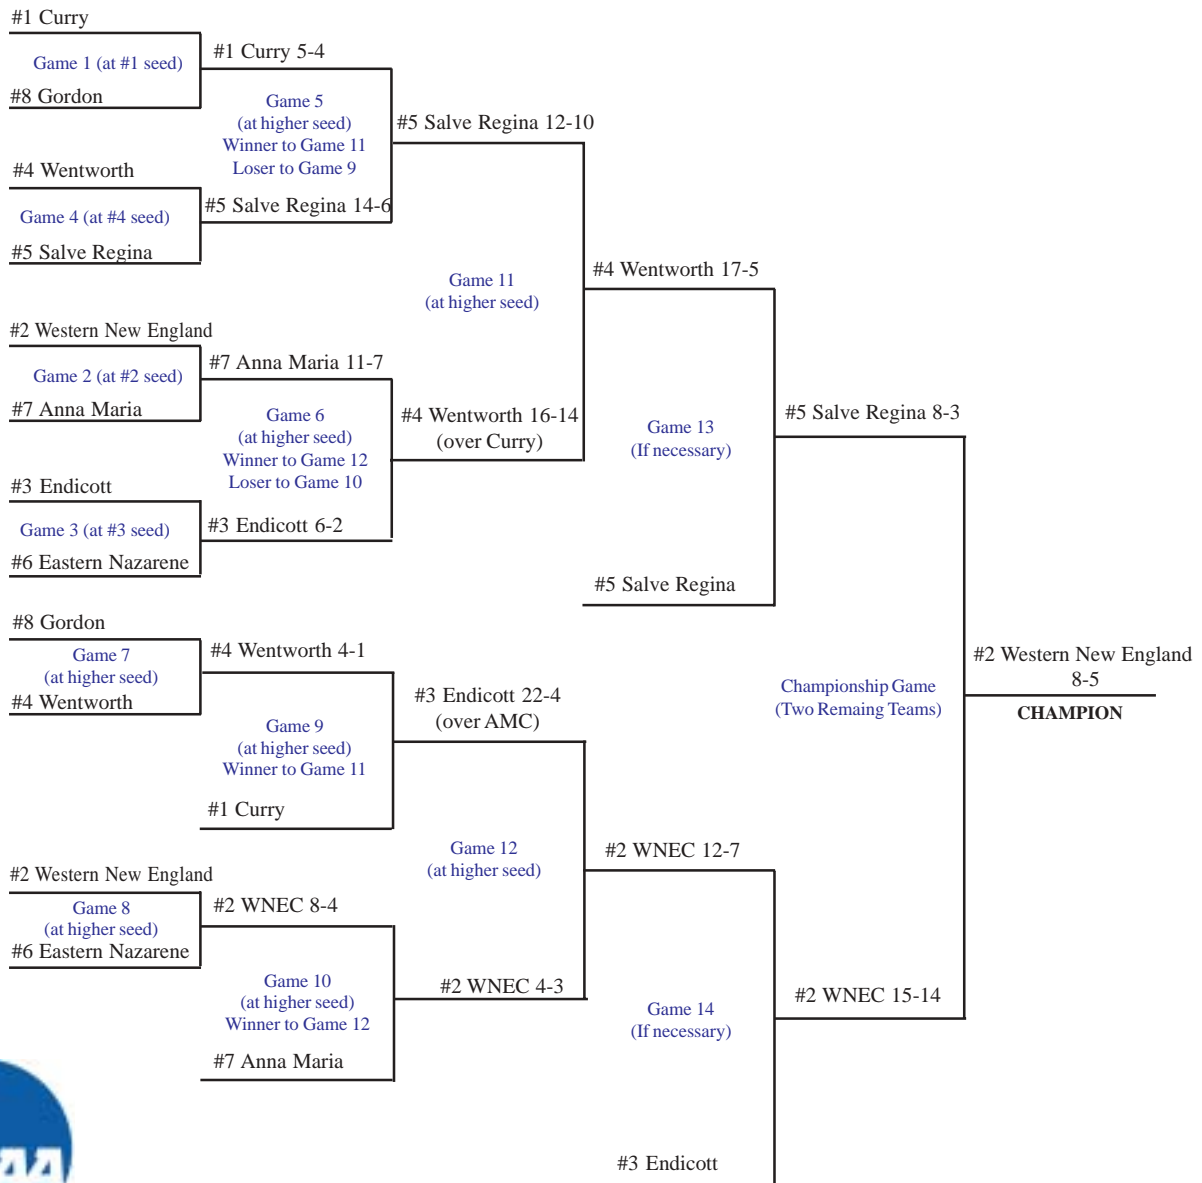 #1 Curry
Game 1 (at #1 seed)
#8 Gordon
#1 Curry 5-4
Game 5
(at higher seed)
Winner to Game 11
Loser to Game 9
#4 Wentworth
Game 4 (at #4 seed)
#5 Salve Regina
#5 Salve Regina 14-6
#5 Salve Regina 12-10
Game 11
(at higher seed)
#2 Western New England
Game 2 (at #2 seed)
#7 Anna Maria
#7 Anna Maria 11-7
Game 6
(at higher seed)
Winner to Game 12
Loser to Game 10
#3 Endicott
Game 3 (at #3 seed)
#6 Eastern Nazarene
#3 Endicott 6-2
#4 Wentworth 16-14
(over Curry)
#4 Wentworth 17-5
Game 13
(If necessary)
#5 Salve Regina
#5 Salve Regina 8-3
#8 Gordon
Game 7
(at higher seed)
#4 Wentworth
#4 Wentworth 4-1
Game 9
(at higher seed)
Winner to Game 11
#1 Curry
#3 Endicott 22-4
(over AMC)
Game 12
(at higher seed)
#2 Western New England
Game 8
(at higher seed)
#6 Eastern Nazarene
#2 WNEC 8-4
Game 10
(at higher seed)
Winner to Game 12
#7 Anna Maria
#2 WNEC 4-3
#2 WNEC 12-7
Game 14
(If necessary)
#3 Endicott
#2 WNEC 15-14
Championship Game
(Two Remaing Teams)
#2 Western New England
8-5
CHAMPION